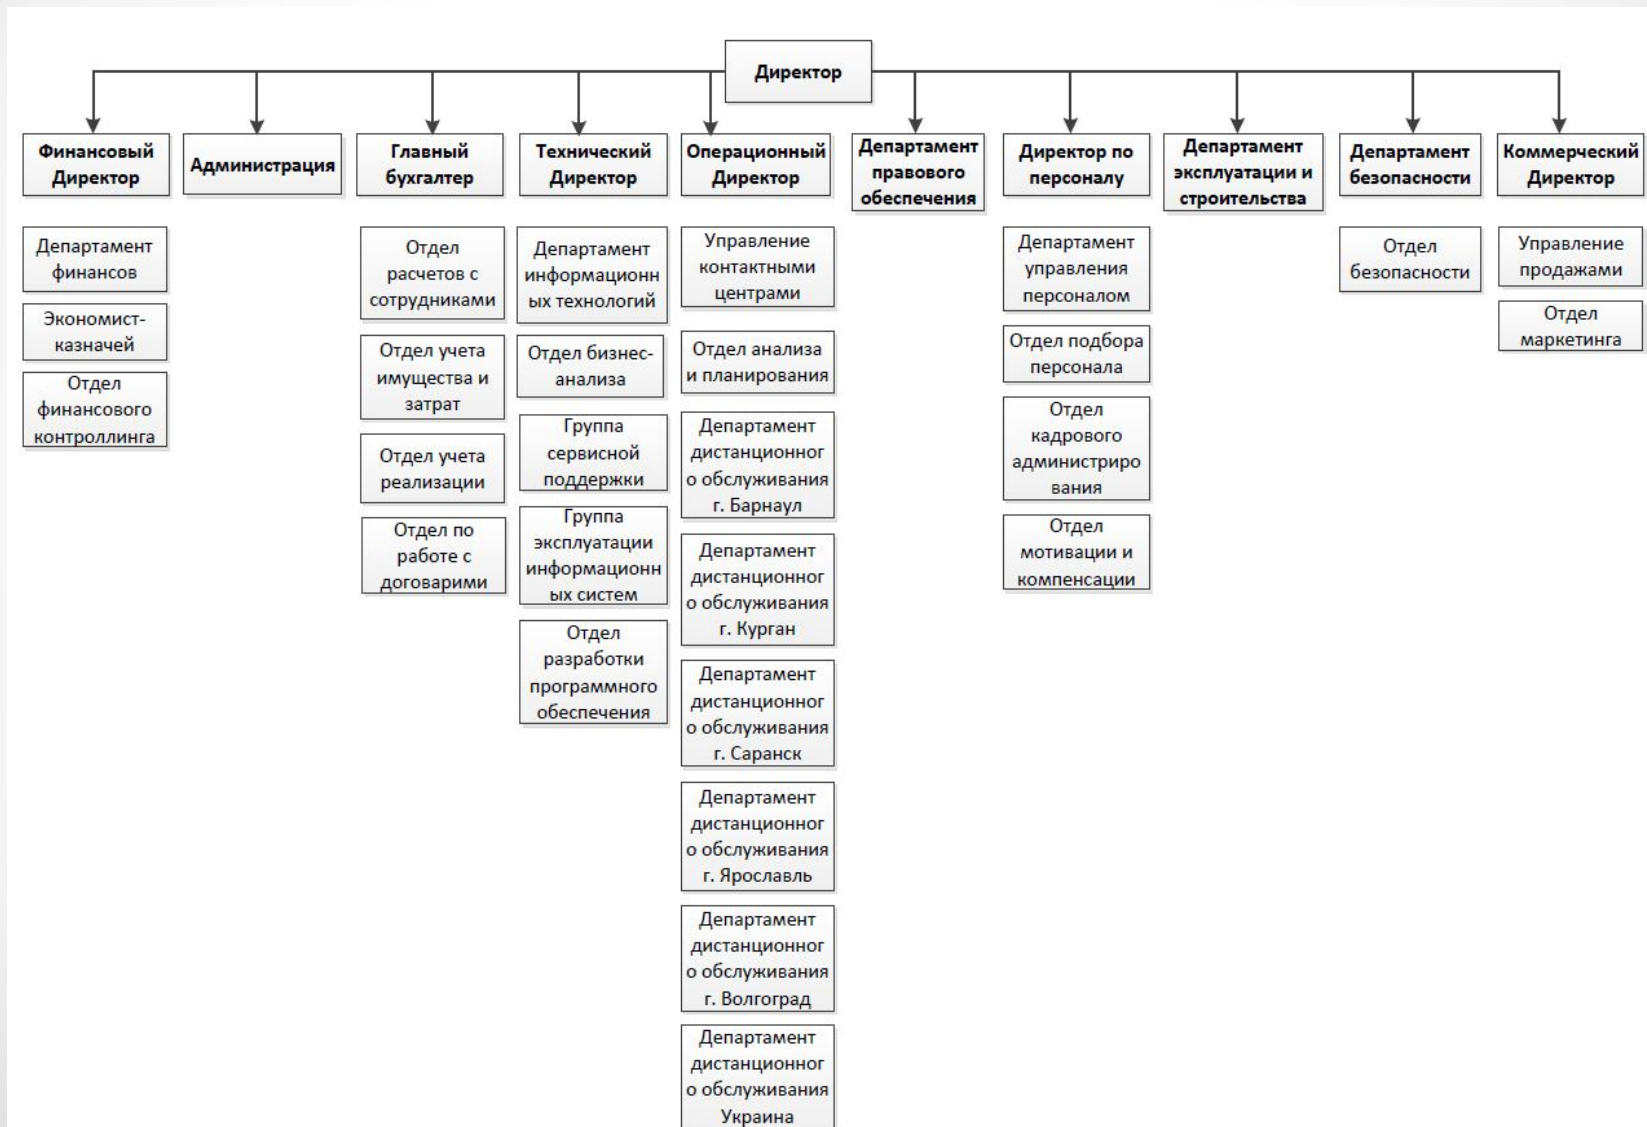 Директор
Финансовый
Директор
Администрация
Главный
бухгалтер
Технический
Директор
Операционный
Директор
Департамент
правового
обеспечения
Директор по
персоналу
Департамент
эксплуатации и
строительства
Департамент
безопасности
Коммерческий
Директор
Департамент
финансов
Экономист-
казначей
Отдел
финансового
контроллинга
Отдел
расчетов с
сотрудниками
Отдел учета
имущества и
затрат
Отдел учета
реализации
Отдел по
работе с
договарими
Департамент
информационн
ых технологий
Отдел бизнес-
анализа
Группа
сервисной
поддержки
Группа
эксплуатации
информационн
ых систем
Отдел
разработки
программного
обеспечения
Управление
контактными
центрами
Отдел анализа
и планирования
Департамент
дистанционног
о обслуживания
г. Барнаул
Департамент
дистанционног
о обслуживания
г. Курган
Департамент
дистанционног
о обслуживания
г. Саранск
Департамент
дистанционног
о обслуживания
г. Ярославль
Департамент
дистанционног
о обслуживания
г. Волгоград
Департамент
дистанционног
о обслуживания
Украина
Департамент
управления
персоналом
Отдел подбора
персонала
Отдел
кадрового
администриро
вания
Отдел
мотивации и
компенсации
Отдел
безопасности
Управление
продажами
Отдел
маркетинга